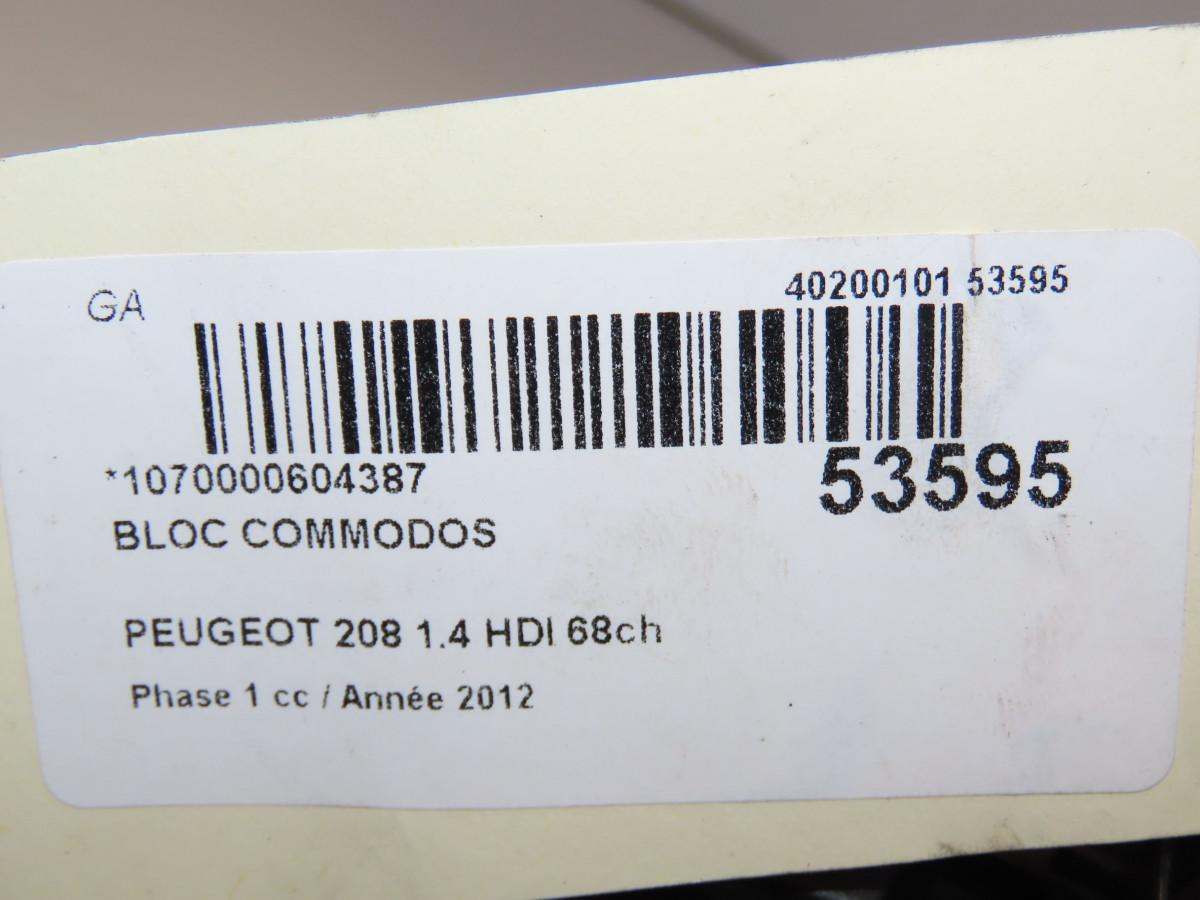 GA
40200101 53595
*1070000604387
53595
BLOC COMMODOS
PEUGEOT 208 1.4 HDI 68ch
Phase 1 cc / Année 2012